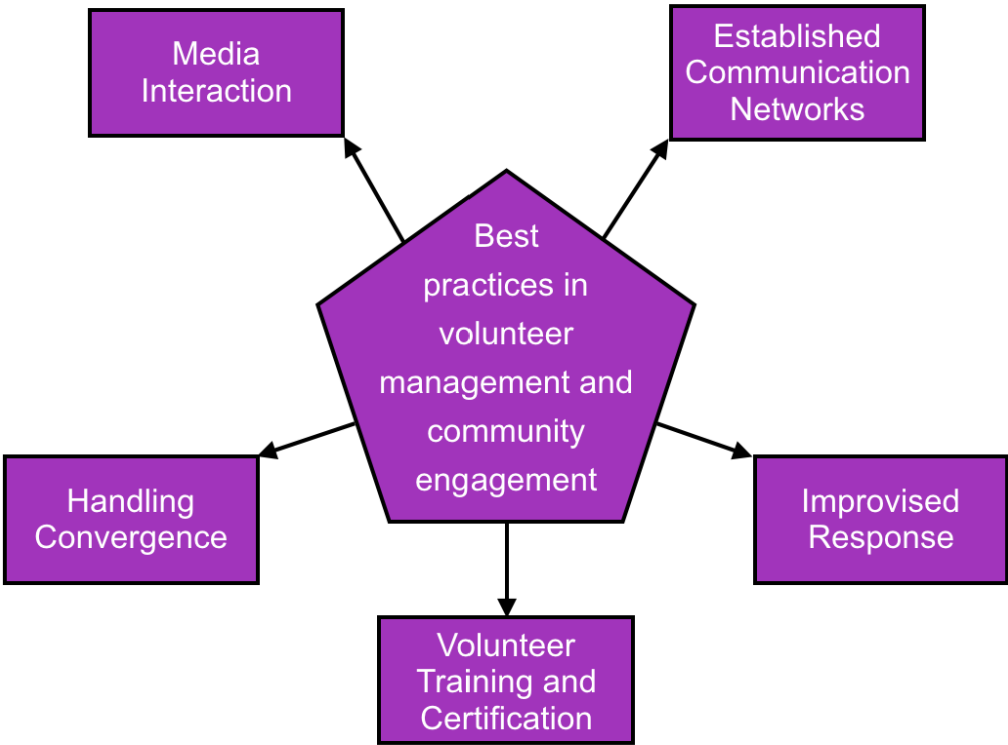 Media
Interaction
Established
Communication
Networks
Best
practices in
volunteer
management and
community
engagement
Handling
Convergence
Improvised
Response
Volunteer
Training and
Certification